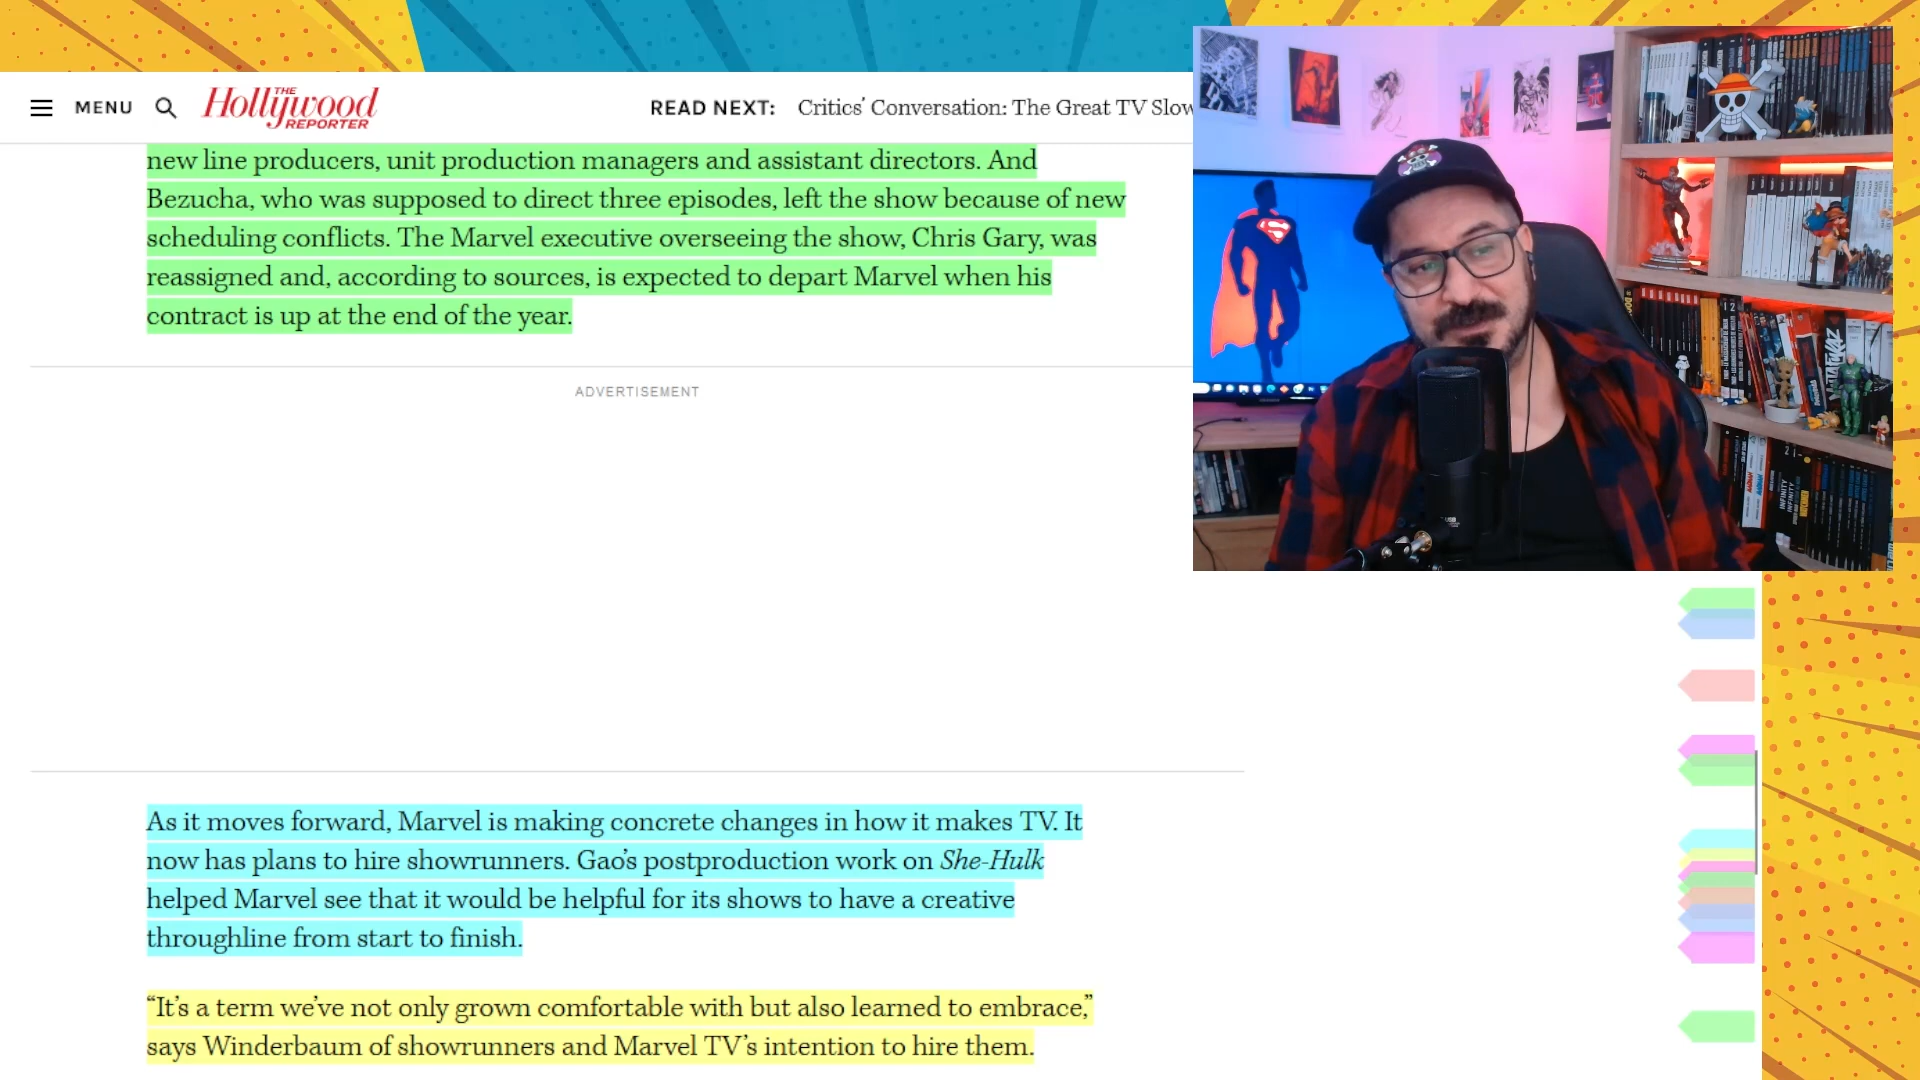 MENU
THE
Hollywood
REPORTER
READ NEXT: Critics' Conversation: The Great TV Slow
new line producers, unit production managers and assistant directors. And
Bezucha, who was supposed to direct three episodes, left the show because of new
scheduling conflicts. The Marvel executive overseeing the show, Chris Gary, was
reassigned and, according to sources, is expected to depart Marvel when his
contract is up at the end of the year.
ADVERTISEMENT
As it moves forward, Marvel is making concrete changes in how it makes TV. It
now has plans to hire showrunners. Gao's postproduction work on She-Hulk
helped Marvel see that it would be helpful for its shows to have a creative
throughline from start to finish.
“It's a term we've not only grown comfortable with but also learned to embrace,”
says Winderbaum of showrunners and Marvel TV's intention to hire them.
INFINITY
INFINITY